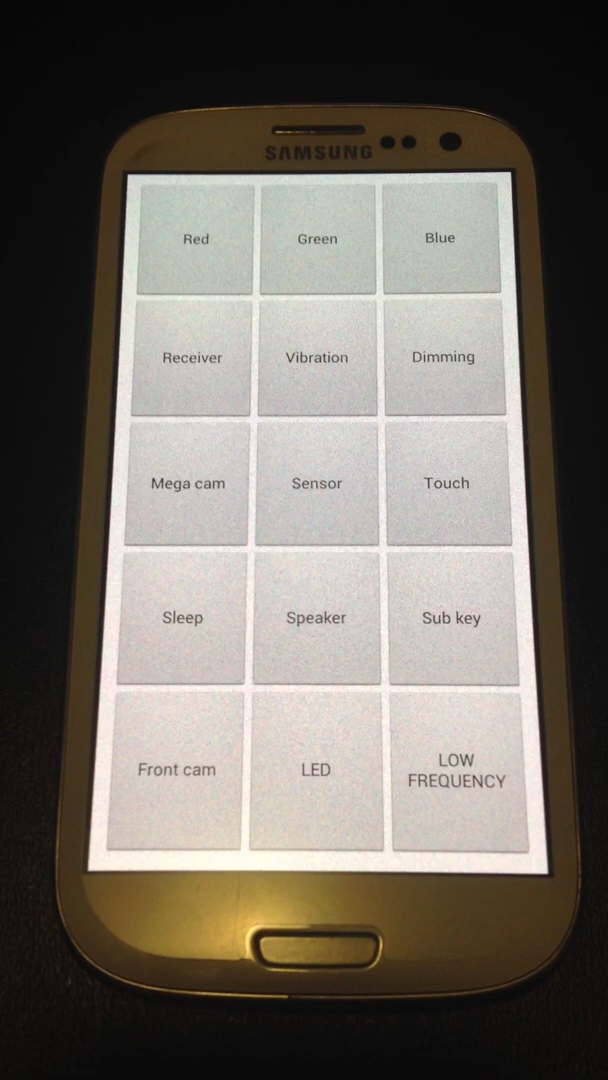 SAMSUNG
Red
Green
Blue
Receiver
Vibration
Dimming
Mega cam
Sensor
Touch
Sleep
Speaker
Sub key
Front cam
LED
LOW
FREQUENCY